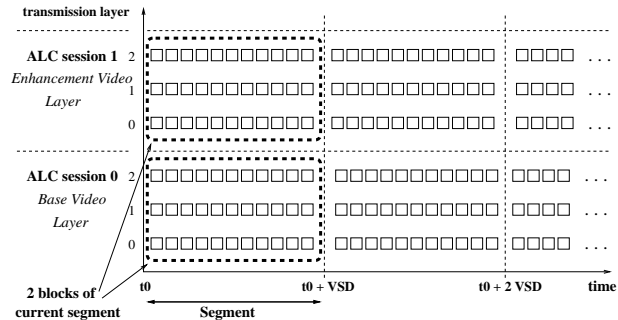 transmission layer
ALC session 1
Enhancement Video
Layer
2
1
0
. . .
. . .
. . .
ALC session 0
Base Video
Layer
2
1
0
. . .
. . .
. . .
t0
t0 + VSD
t0 + 2 VSD
time
2 blocks of
current segment
Segment